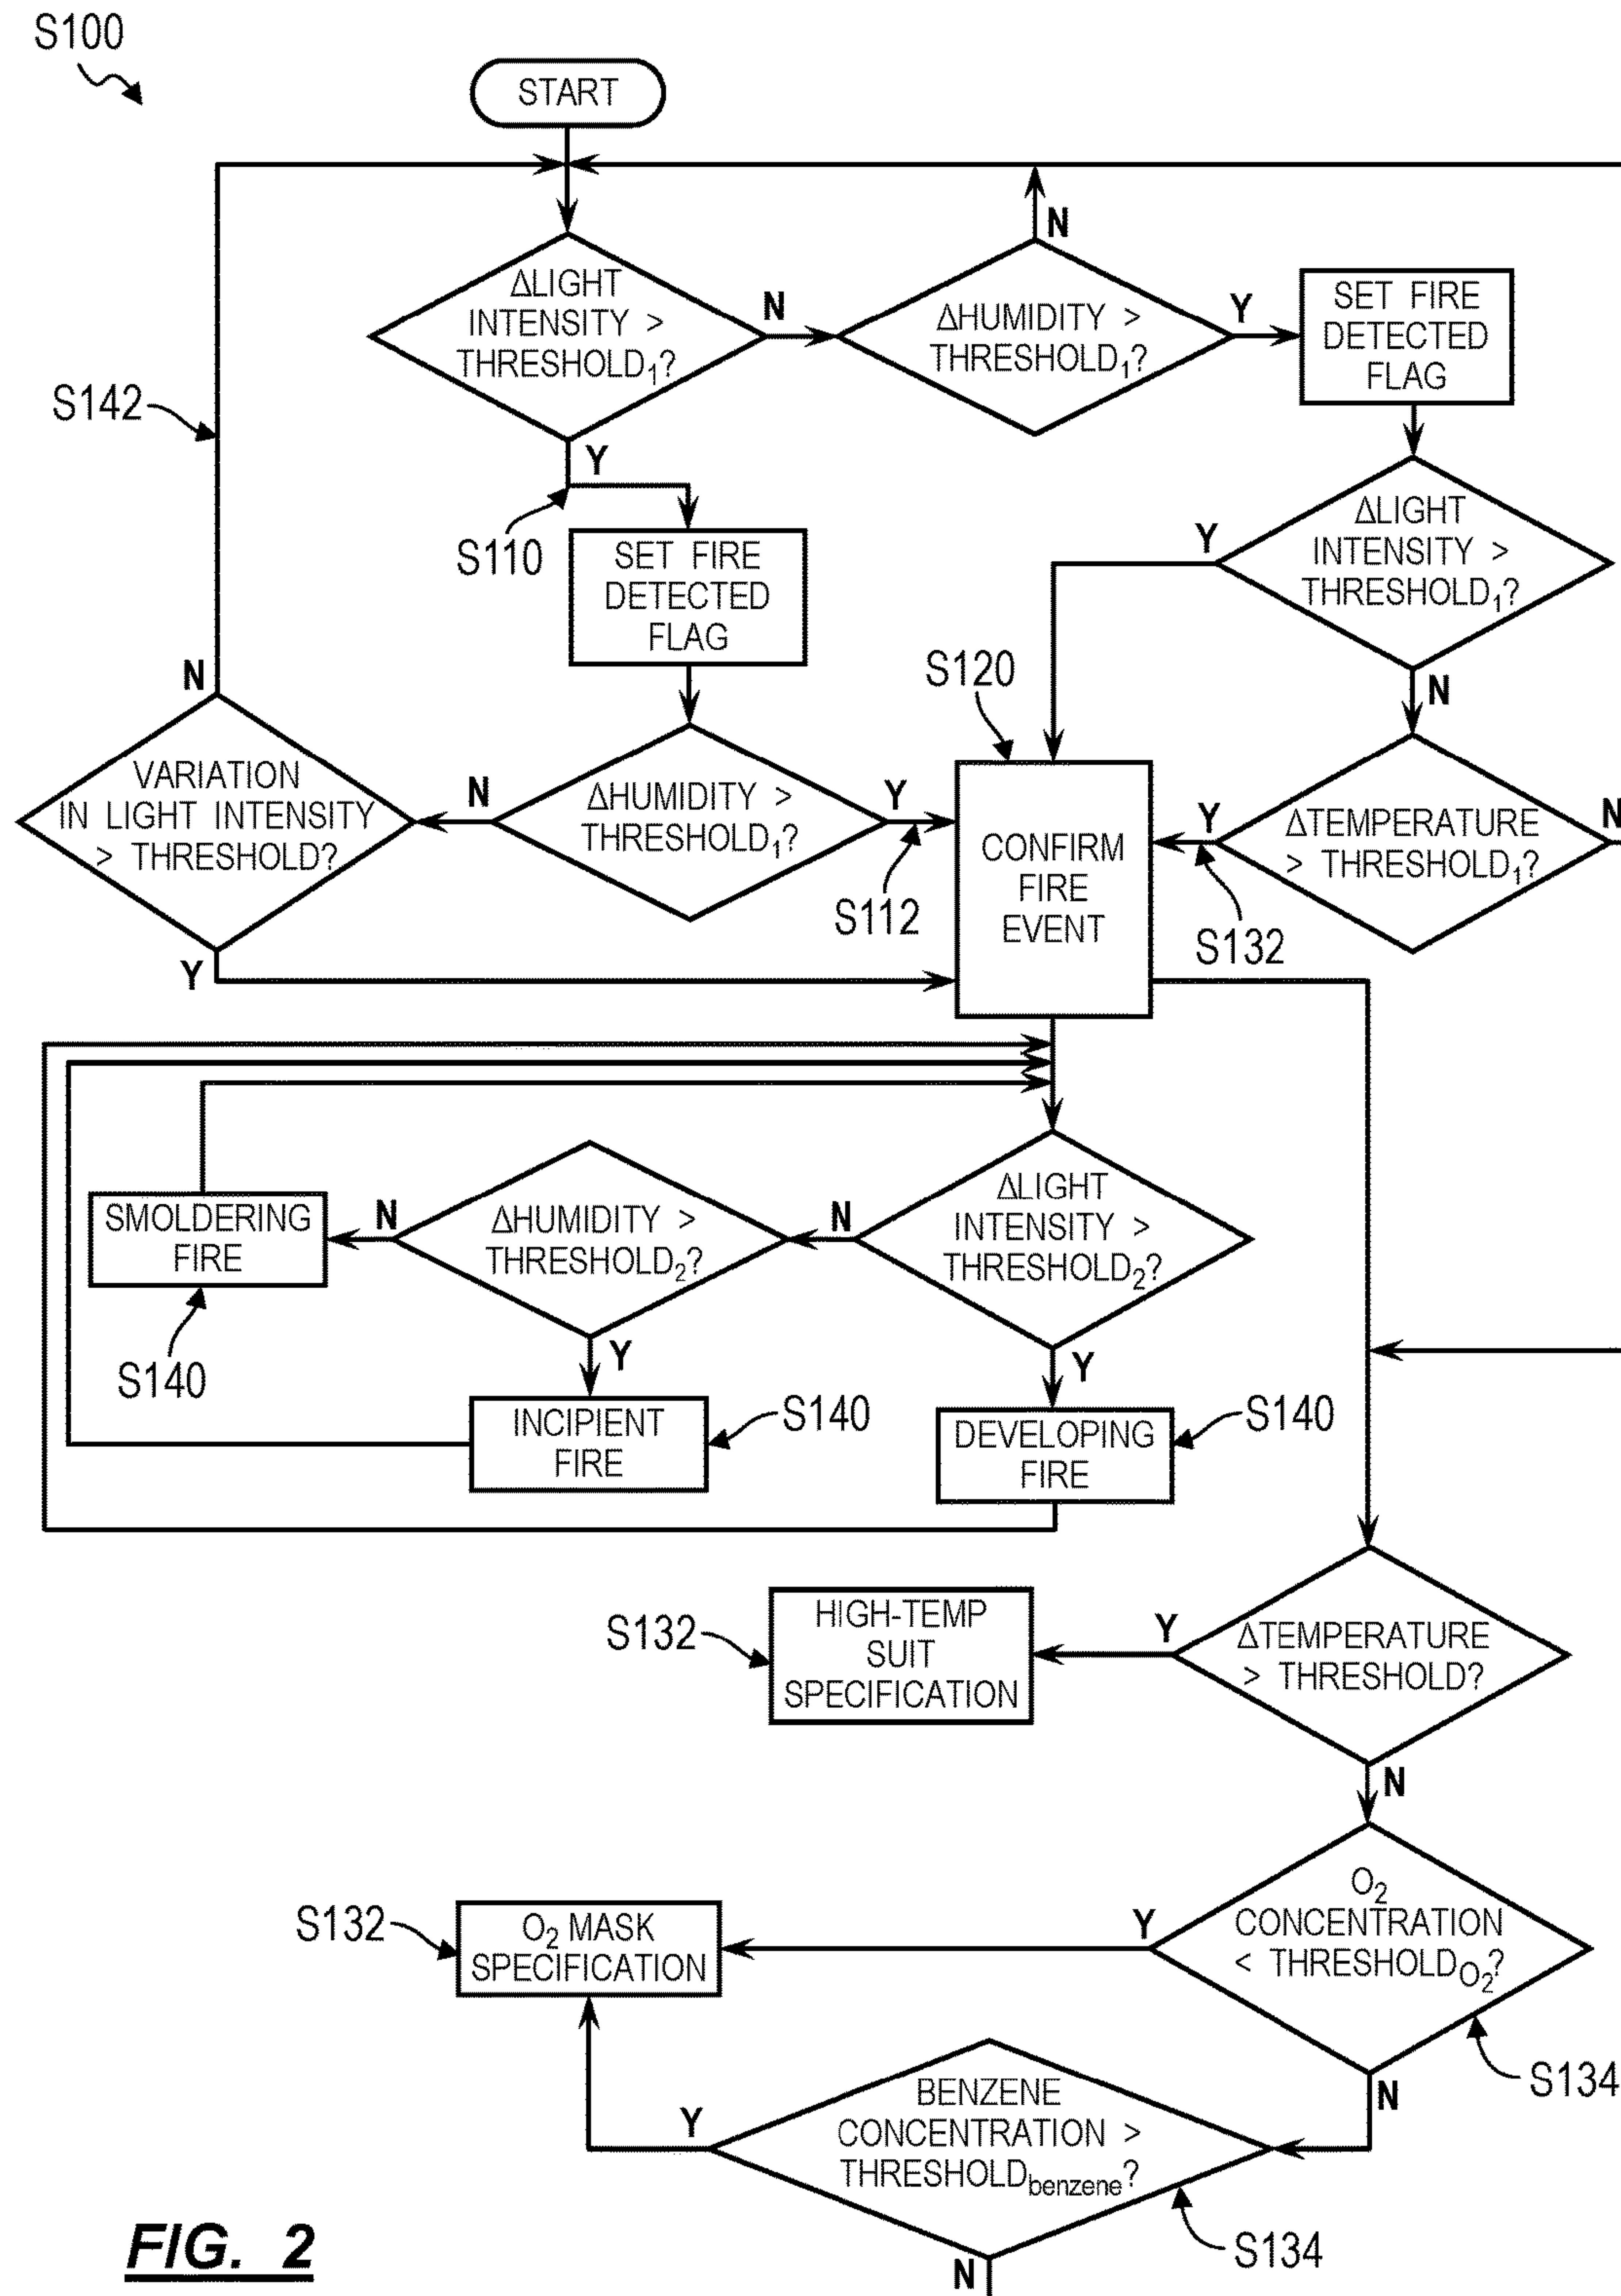 S100
START
ΔLIGHT
INTENSITY >
THRESHOLD₁?
N
ΔHUMIDITY >
THRESHOLD₁?
N
Y
SET FIRE
DETECTED
FLAG
S142
Y
S110
SET FIRE
DETECTED
FLAG
Y
ΔLIGHT
INTENSITY >
THRESHOLD₁?
N
N
VARIATION
IN LIGHT INTENSITY
> THRESHOLD?
Y
N
ΔHUMIDITY >
THRESHOLD₁?
Y
S112
S120
CONFIRM
FIRE
EVENT
Y
S132
ΔTEMPERATURE
> THRESHOLD₁?
N
SMOLDERING
FIRE
S140
N
ΔHUMIDITY >
THRESHOLD₂?
Y
N
ΔLIGHT
INTENSITY >
THRESHOLD₂?
Y
INCIPIENT
FIRE
S140
DEVELOPING
FIRE
S140
S132
HIGH-TEMP
SUIT
SPECIFICATION
Y
ΔTEMPERATURE
> THRESHOLD?
N
S132
O₂ MASK
SPECIFICATION
Y
O₂
CONCENTRATION
< THRESHOLD_O₂?
S134
N
Y
BENZENE
CONCENTRATION >
THRESHOLD_benzene?
S134
N
FIG. 2